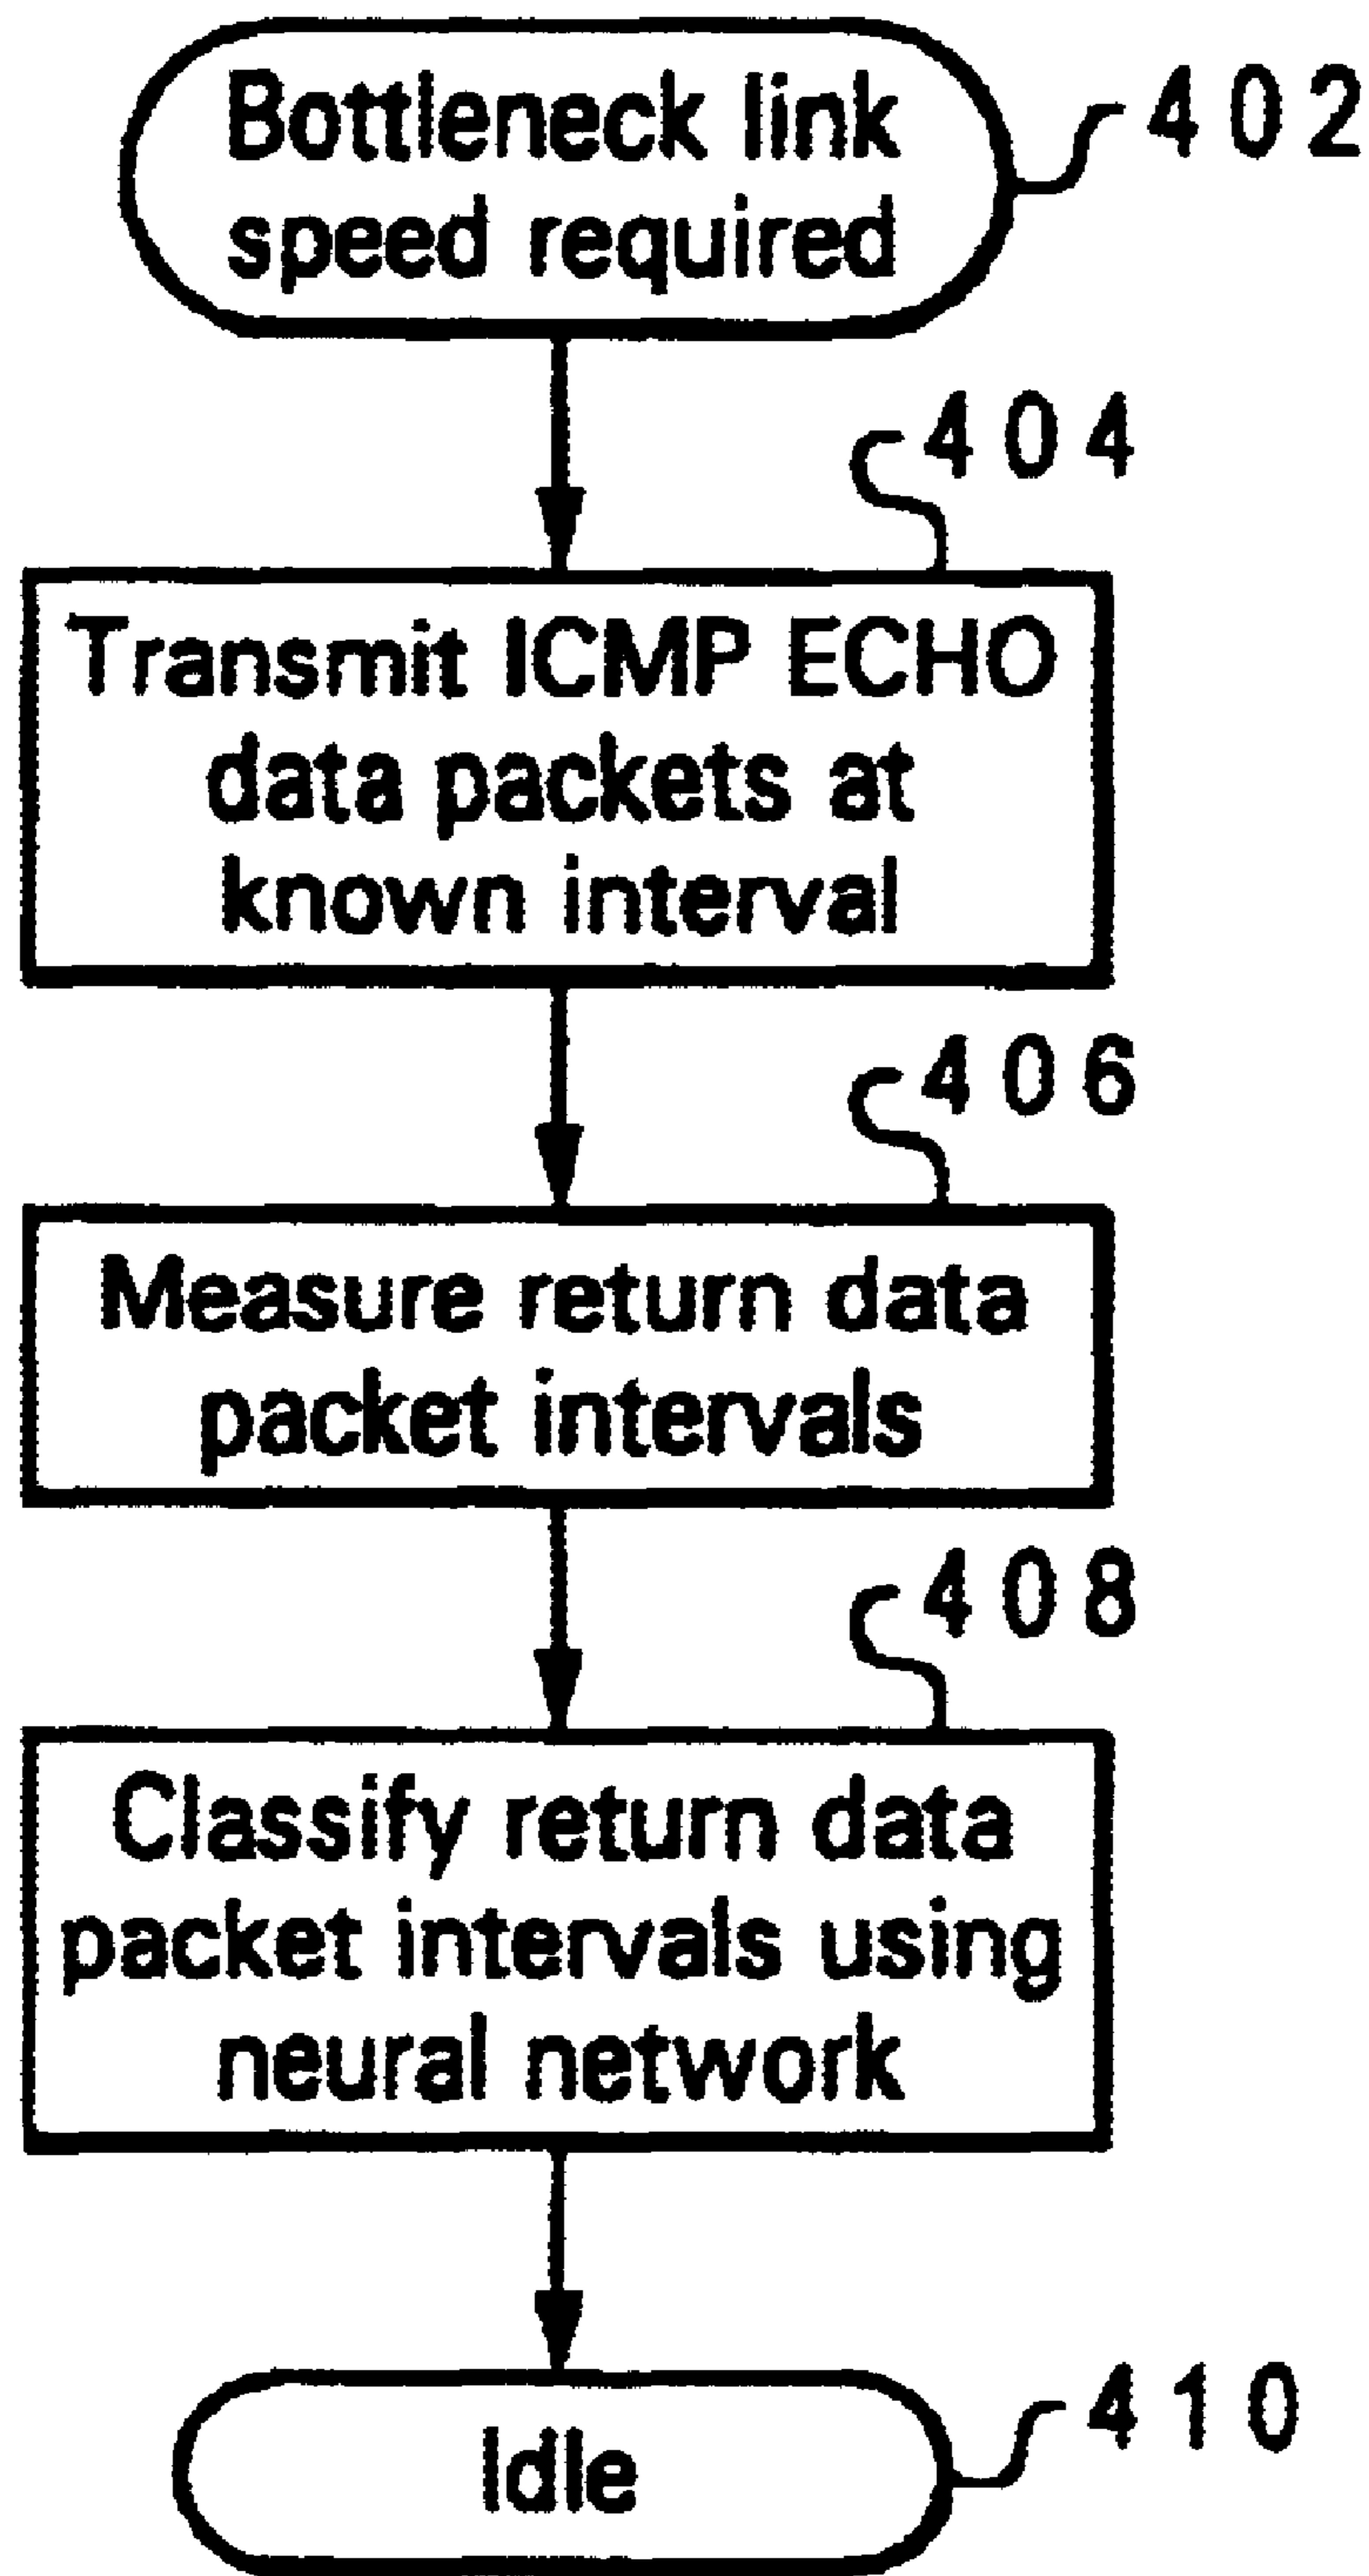 Bottleneck link
speed required
402
404
Transmit ICMP ECHO
data packets at
known interval
406
Measure return data
packet intervals
408
Classify return data
packet intervals using
neural network
Idle
410